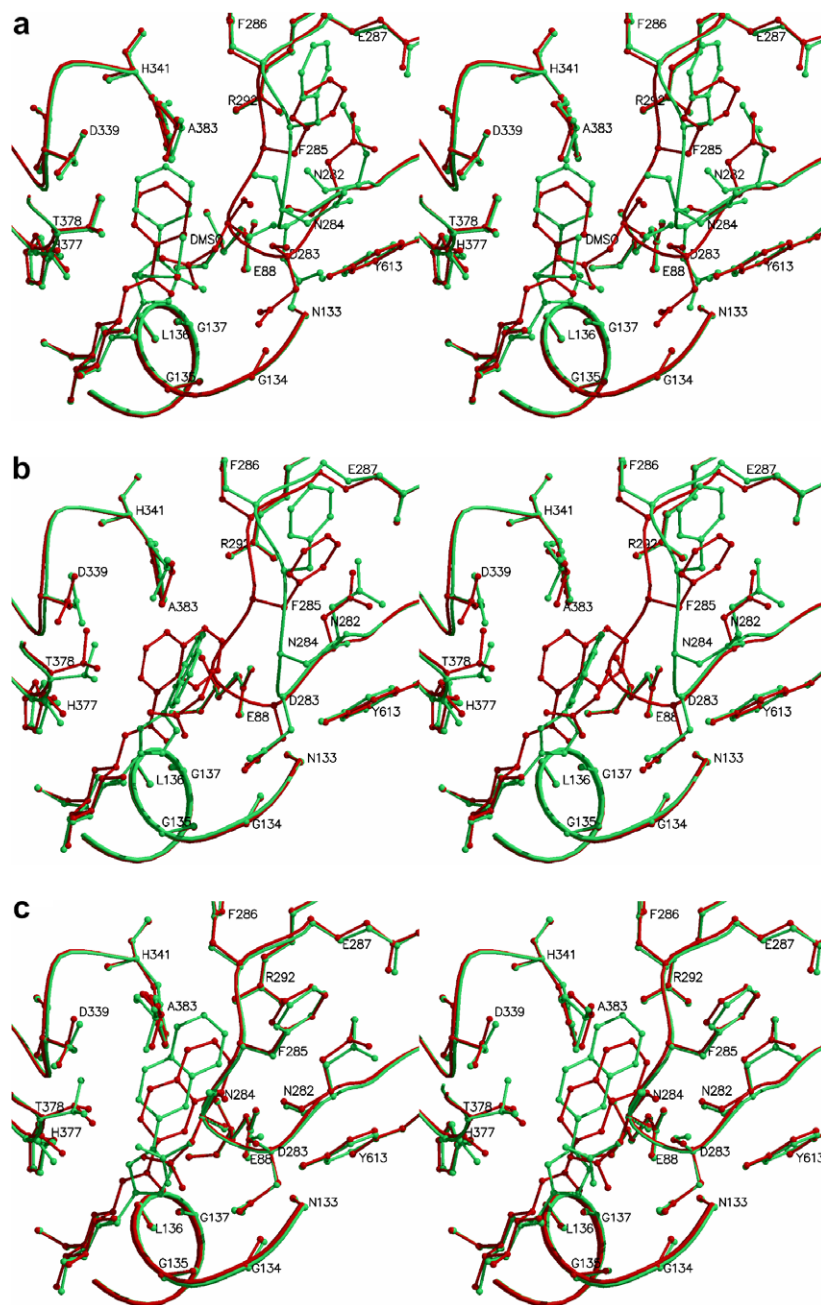 a
F286 E287 F286 E287
H341 H341
R292 R292
D339 A383 D339 A383
F285 F285
N282 N282
T378 N284 T378 N284
H377 DMSO H377 DMSO
E88 D283 Y613 E88 D283 Y613
N133 N133
L136 G137 L136 G137
G135 G134 G135 G134
b
F286 E287 F286 E287
H341 H341
R292 R292
D339 A383 D339 A383
F285 N282 F285 N282
N284 N284
T378 T378
H377 E88 D283 Y613 H377 E88 D283 Y613
N133 N133
L136 G137 L136 G137
G135 G134 G135 G134
c
F286 E287 F286 E287
H341 H341
R292 R292
D339 A383 D339 A383
F285 F285
N284 N282 N284 N282
T378 T378
H377 E88 D283 Y613 H377 E88 D283 Y613
N133 N133
L136 G137 L136 G137
G135 G134 G135 G134